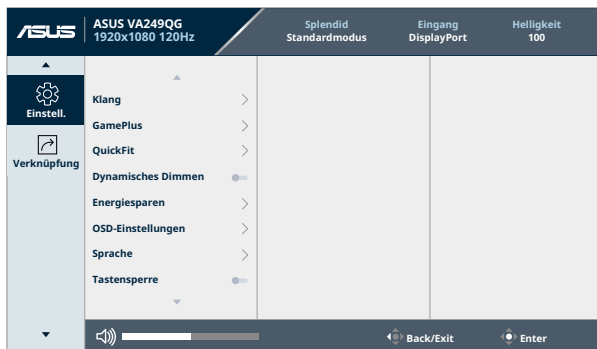 ASUS
ASUS VA249QG
1920x1080 120Hz
Splendid
Standardmodus
Eingang
DisplayPort
Helligkeit
100
Einstell.
Verknüpfung
Klang
GamePlus
QuickFit
Dynamisches Dimmen
Energiesparen
OSD-Einstellungen
Sprache
Tastensperre
Back/Exit
Enter